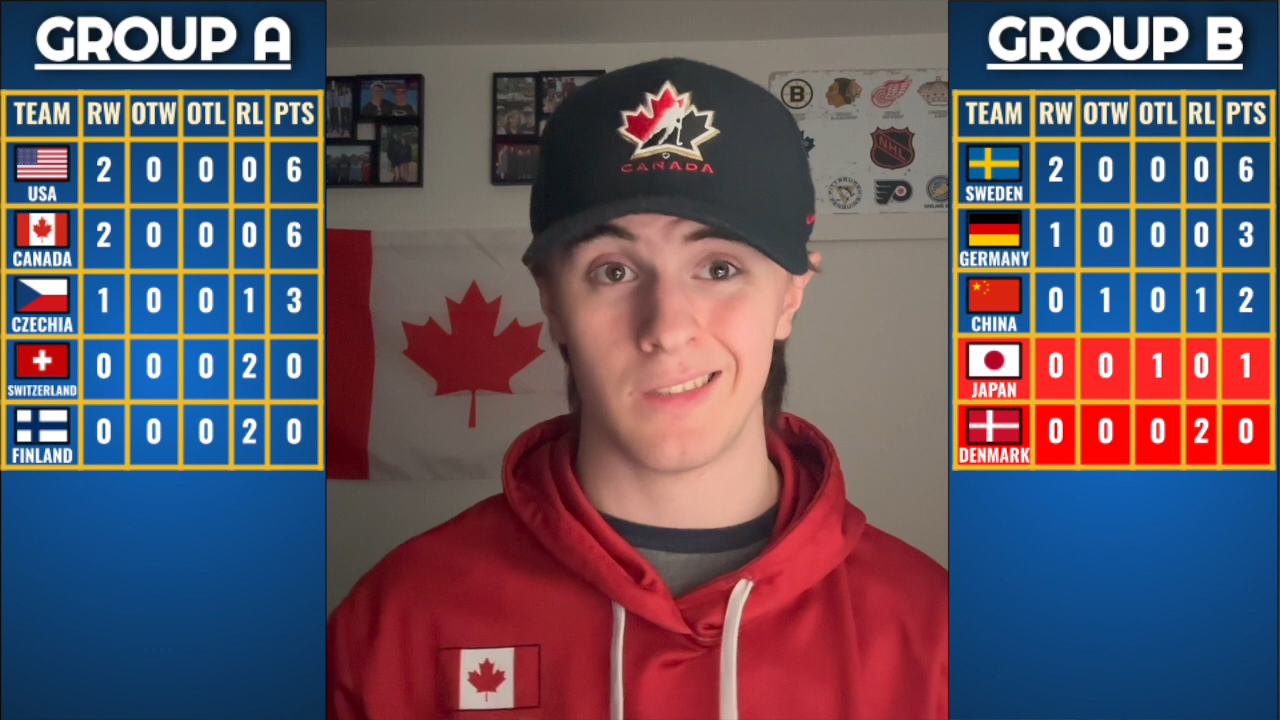 GROUP A
TEAM RW OTW OTL RL PTS
USA 2 0 0 0 6
CANADA 2 0 0 0 6
CZECHIA 1 0 0 1 3
SWITZERLAND 0 0 0 2 0
FINLAND 0 0 0 2 0
CANADA
B
NHL
GROUP B
TEAM RW OTW OTL RL PTS
SWEDEN 2 0 0 0 6
GERMANY 1 0 0 0 3
CHINA 0 1 0 1 2
JAPAN 0 0 1 0 1
DENMARK 0 0 0 2 0